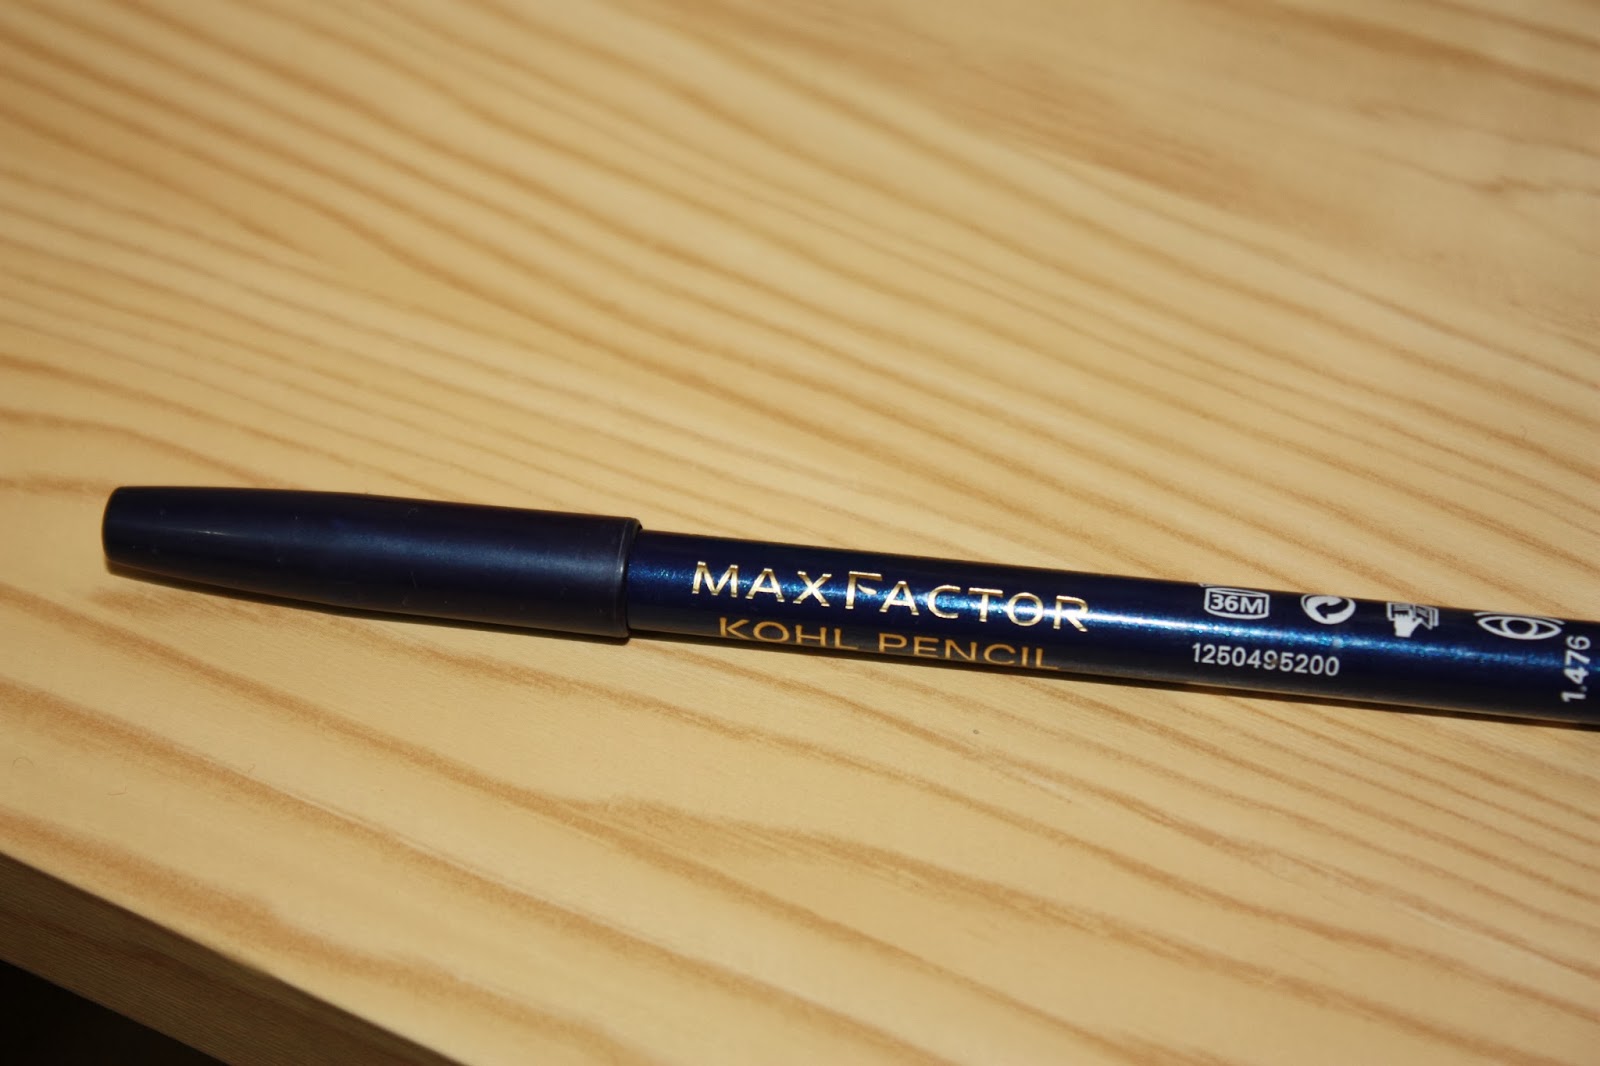 MAXFACTOR
KOHL PENCIL
36M
1250495200
1.476